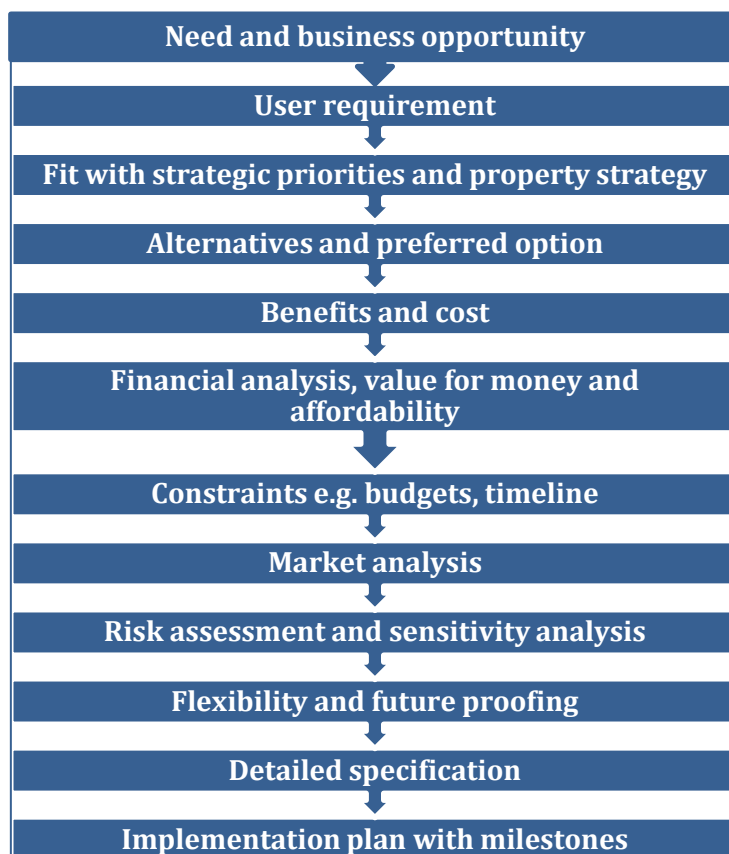 Need and business opportunity
User requirement
Fit with strategic priorities and property strategy
Alternatives and preferred option
Benefits and cost
Financial analysis, value for money and
affordability
Constraints e.g. budgets, timeline
Market analysis
Risk assessment and sensitivity analysis
Flexibility and future proofing
Detailed specification
Implementation plan with milestones